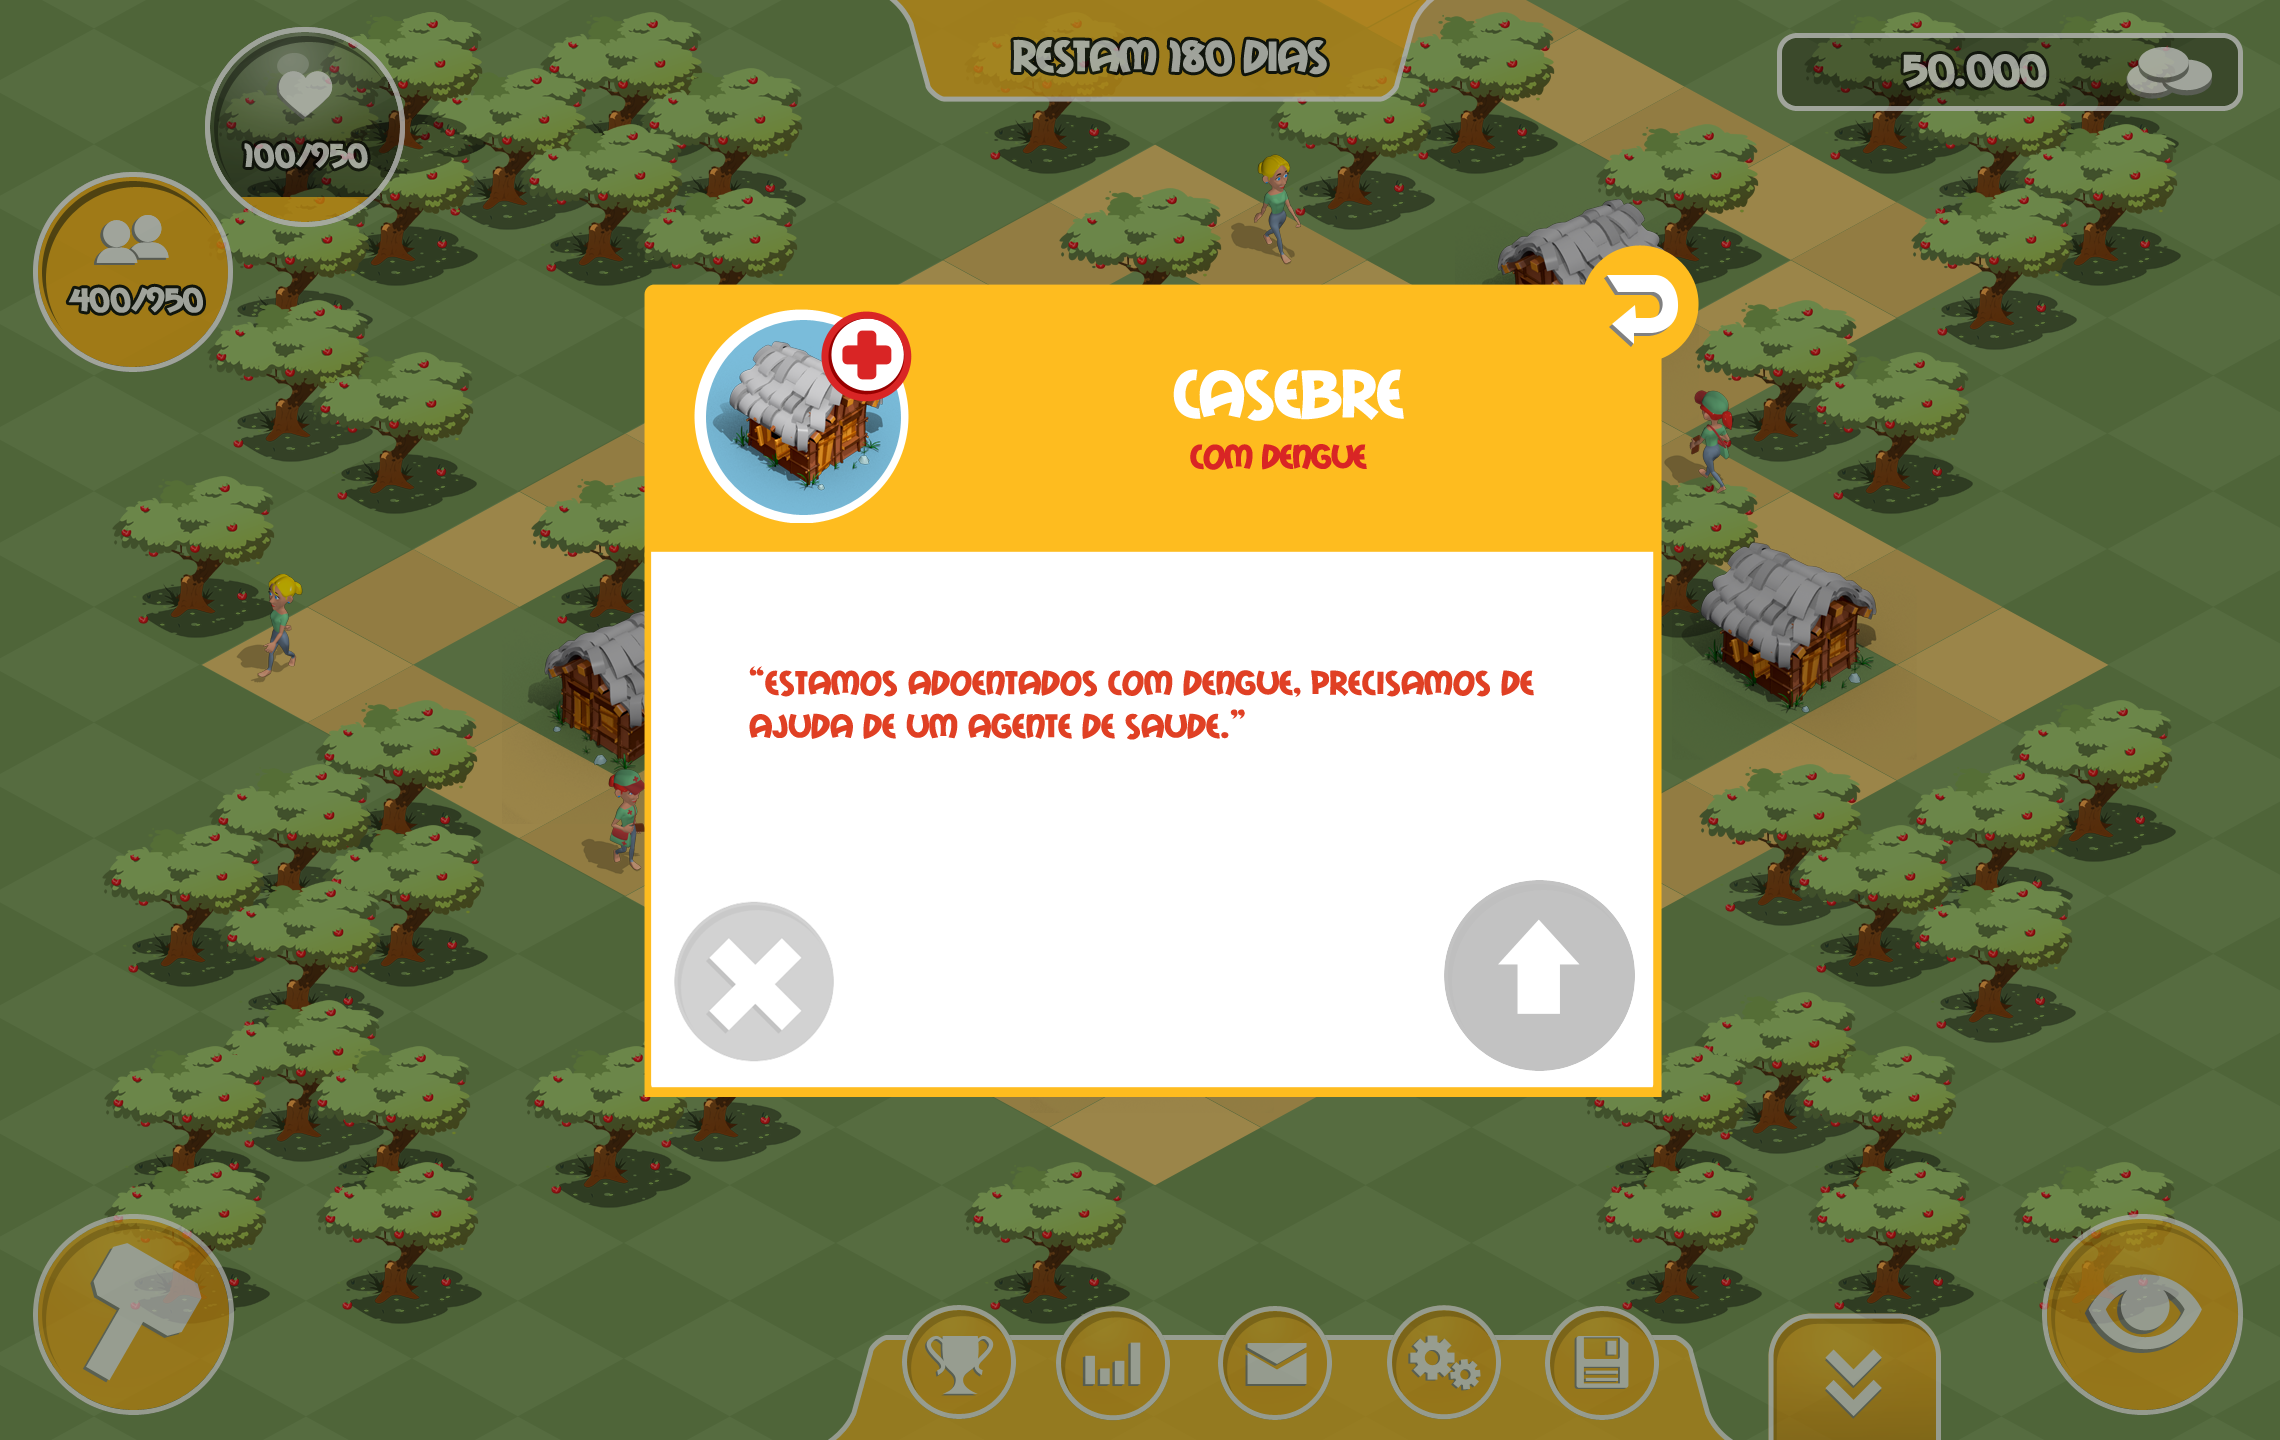 RESTAM 180 DIAS
50.000
100/950
400/950
CASEBRE
COM DENGUE
“ESTAMOS ADOENTADOS COM DENGUE, PRECISAMOS DE
AJUDA DE UM AGENTE DE SAUDE.”